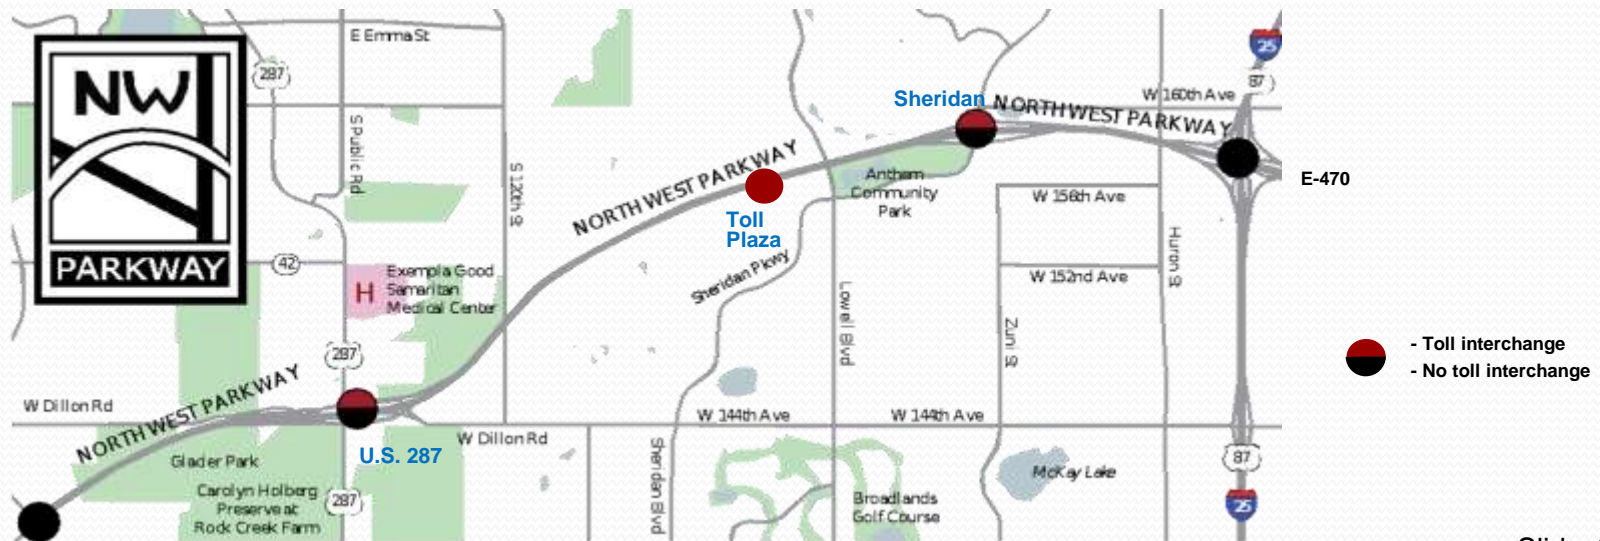 NW
PARKWAY
E Emma St
287
S Public Rd
S 120th St
42
H
Exempla Good
Samaritan
Medical Center
287
NORTHWEST PARKWAY
W Dillon Rd
Glacier Park
Carolyn Holberg
Preserve at
Rock Creek Farm
287
U.S. 287
W Dillon Rd
NORTHWEST PARKWAY
Toll
Plaza
Sheridan Pkwy
Sheridan
NORTHWEST PARKWAY
W 160th Ave
25
87
Anthem
Community
Park
W 156th Ave
W 152nd Ave
Huron St
Zuni St
Lowell Blvd
W 144th Ave
W 144th Ave
Sheridan Blvd
Broadlands
Golf Course
McKay Lake
87
25
E-470
- Toll interchange
- No toll interchange